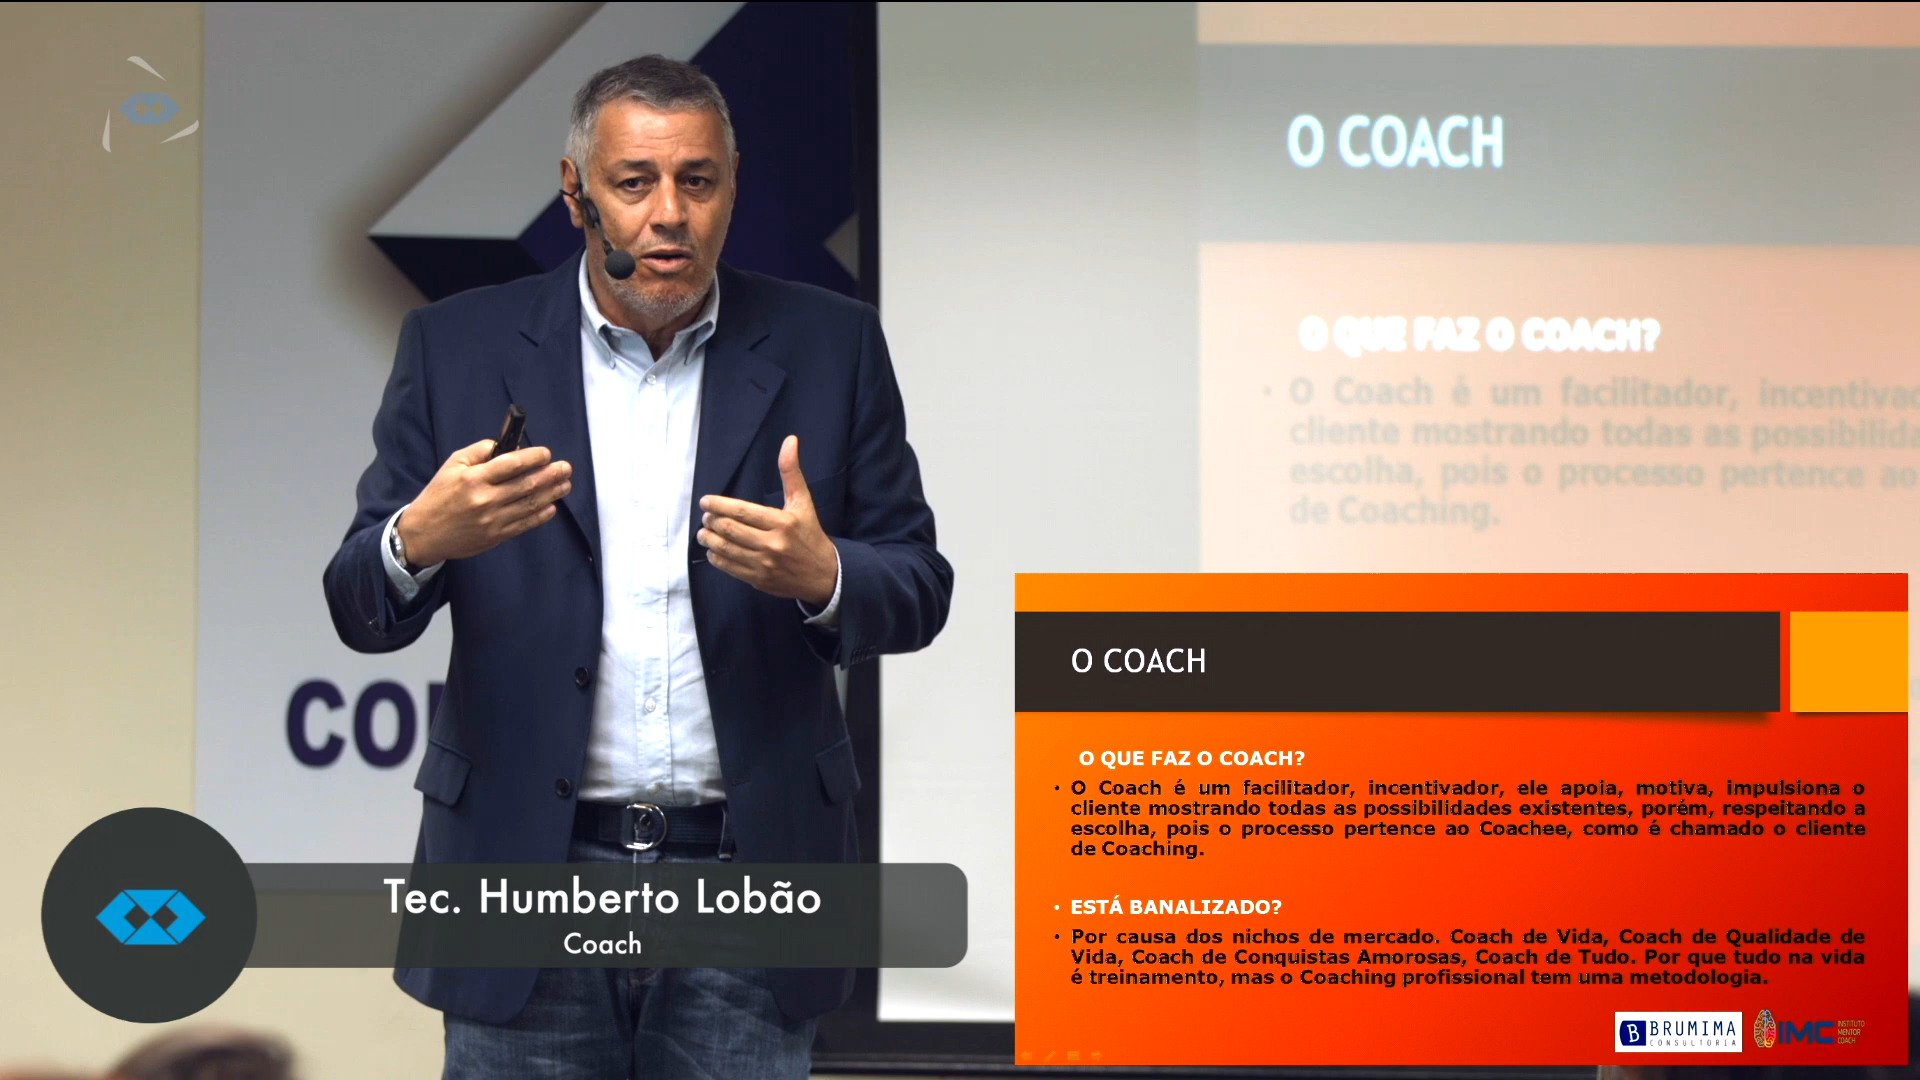 O COACH
O QUE FAZ O COACH?
• O Coach é um facilitador,
cliente mostrando todas as
escolha, pois o processo pertence ao
de Coaching.
CO
Tec. Humberto Lobão
Coach
O COACH
O QUE FAZ O COACH?
• O Coach é um facilitador, incentivador, ele apoia, motiva, impulsiona o
cliente mostrando todas as possibilidades existentes, porém, respeitando a
escolha, pois o processo pertence ao Coachee, como é chamado o cliente
de Coaching.
• ESTÁ BANALIZADO?
• Por causa dos nichos de mercado. Coach de Vida, Coach de Qualidade de
Vida, Coach de Conquistas Amorosas, Coach de Tudo. Por que tudo na vida
é treinamento, mas o Coaching profissional tem uma metodologia.
B BRUMIMA
CONSULTORIA
IMC
INSTITUTO
MENTOR
COACH